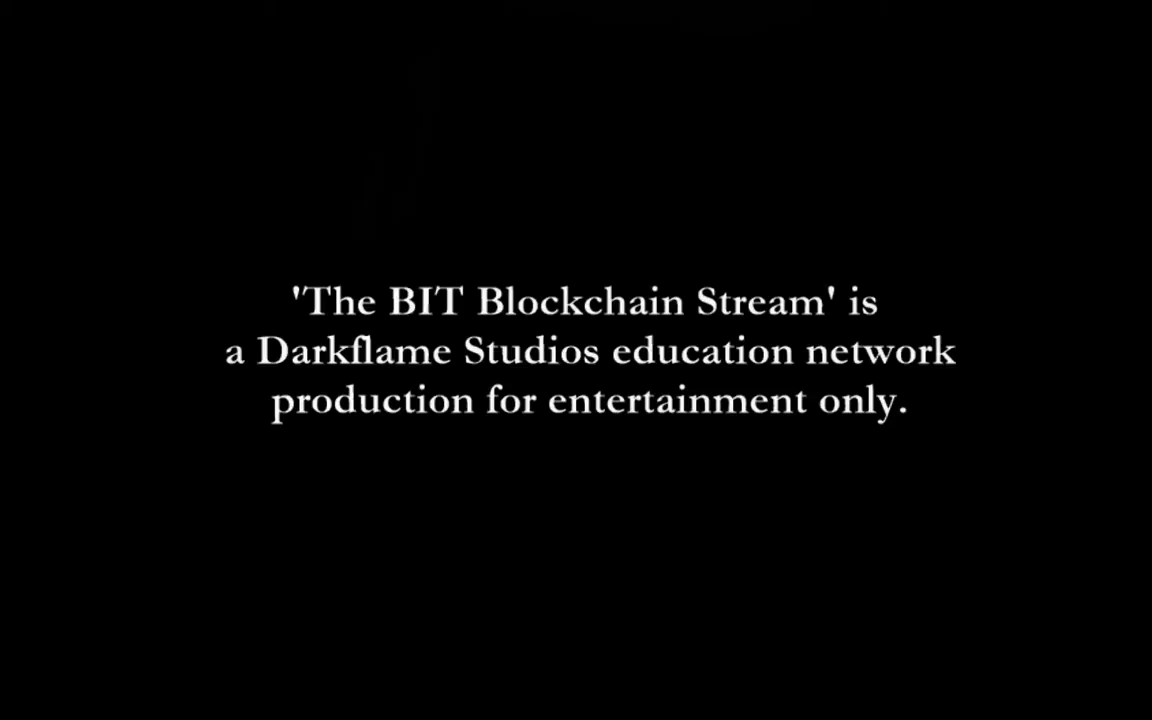 'The BIT Blockchain Stream' is
a Darkflame Studios education network
production for entertainment only.